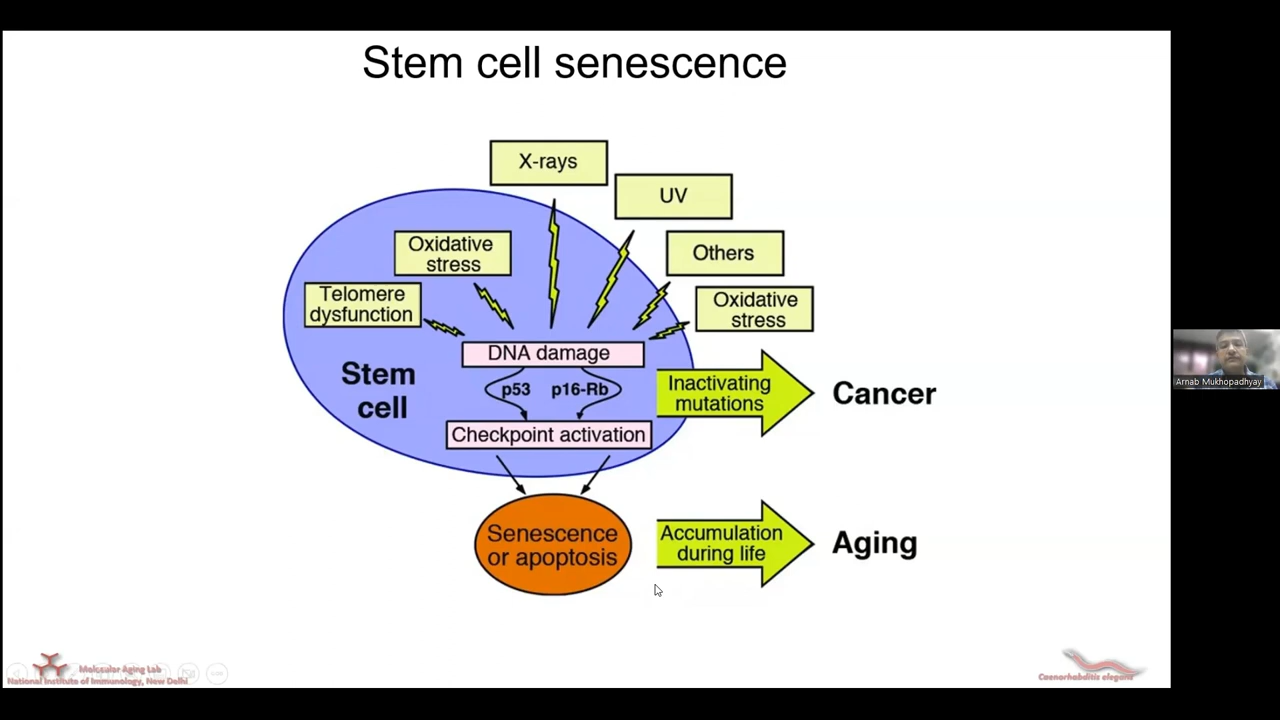 Stem cell senescence
X-rays
UV
Oxidative
stress
Others
Telomere
dysfunction
Oxidative
stress
DNA damage
Stem
cell
p53
p16-Rb
Inactivating
mutations
Cancer
Checkpoint activation
Senescence
or apoptosis
Accumulation
during life
Aging
Arnab Mukhopadhyay
Molecular Aging Lab
National Institute of Immunology, New Delhi
Caenorhabditis elegans